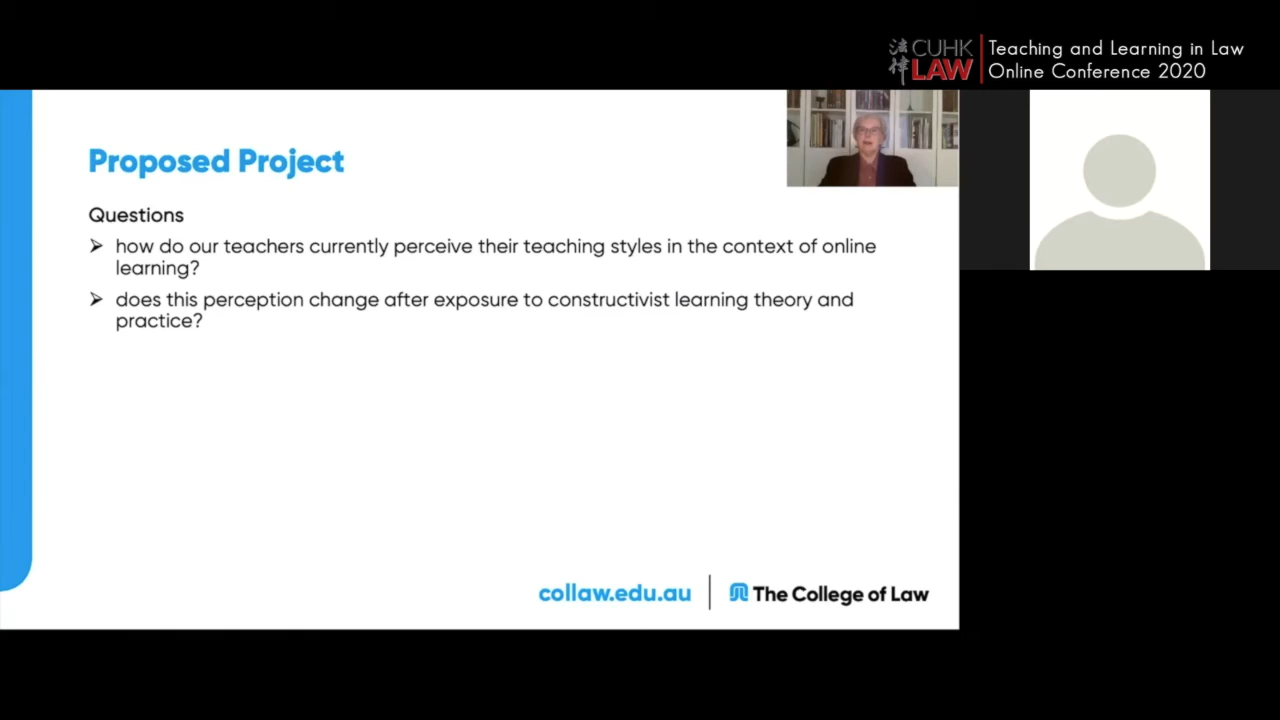 法律
CUHK
LAW
Teaching and Learning in Law
Online Conference 2020
Proposed Project
Questions
➢ how do our teachers currently perceive their teaching styles in the context of online
learning?
➢ does this perception change after exposure to constructivist learning theory and
practice?
collaw.edu.au
The College of Law